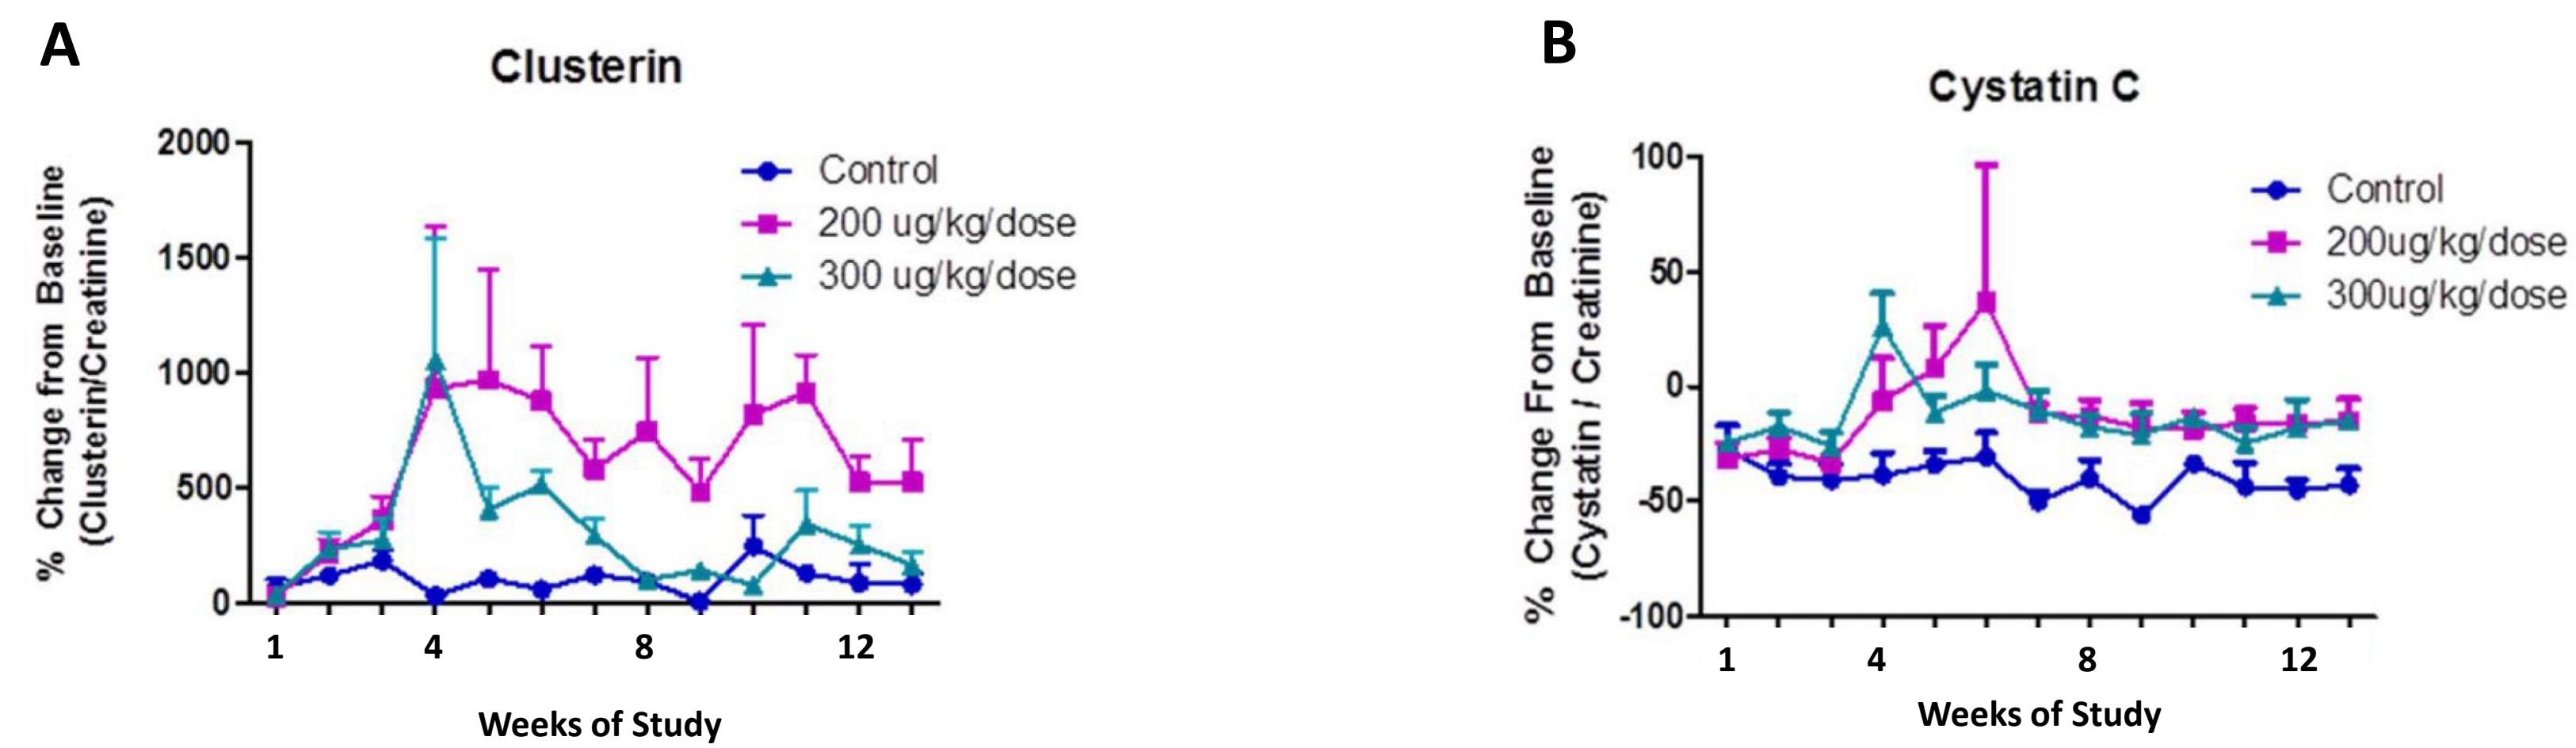 A
Clusterin
% Change from Baseline
(Clusterin/Creatinine)
2000
1500
1000
500
0
Control
200 ug/kg/dose
300 ug/kg/dose
1 4 8 12
Weeks of Study
B
Cystatin C
% Change From Baseline
(Cystatin / Creatinine)
100
50
0
-50
-100
Control
200ug/kg/dose
300ug/kg/dose
1 4 8 12
Weeks of Study